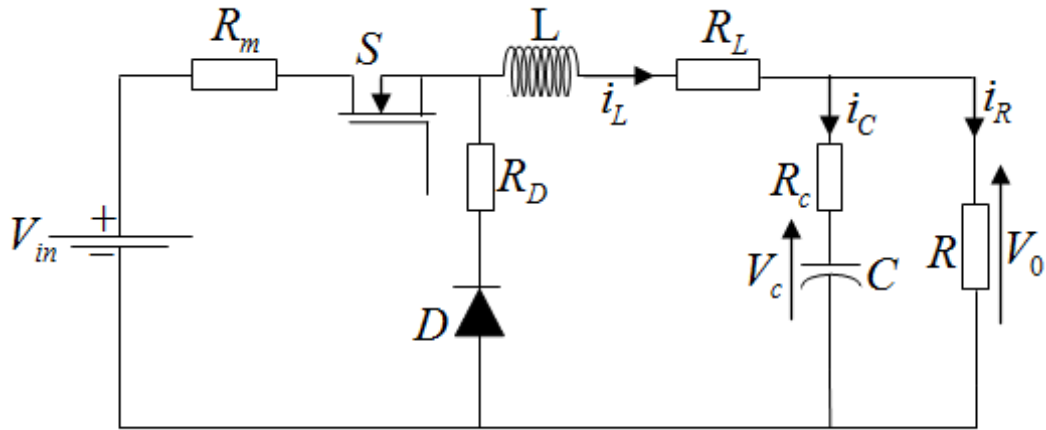 R_m
S
L
R_L
i_L
i_C
i_R
R_D
R_c
+
V_in
−
V_c
C
R
V_0
D